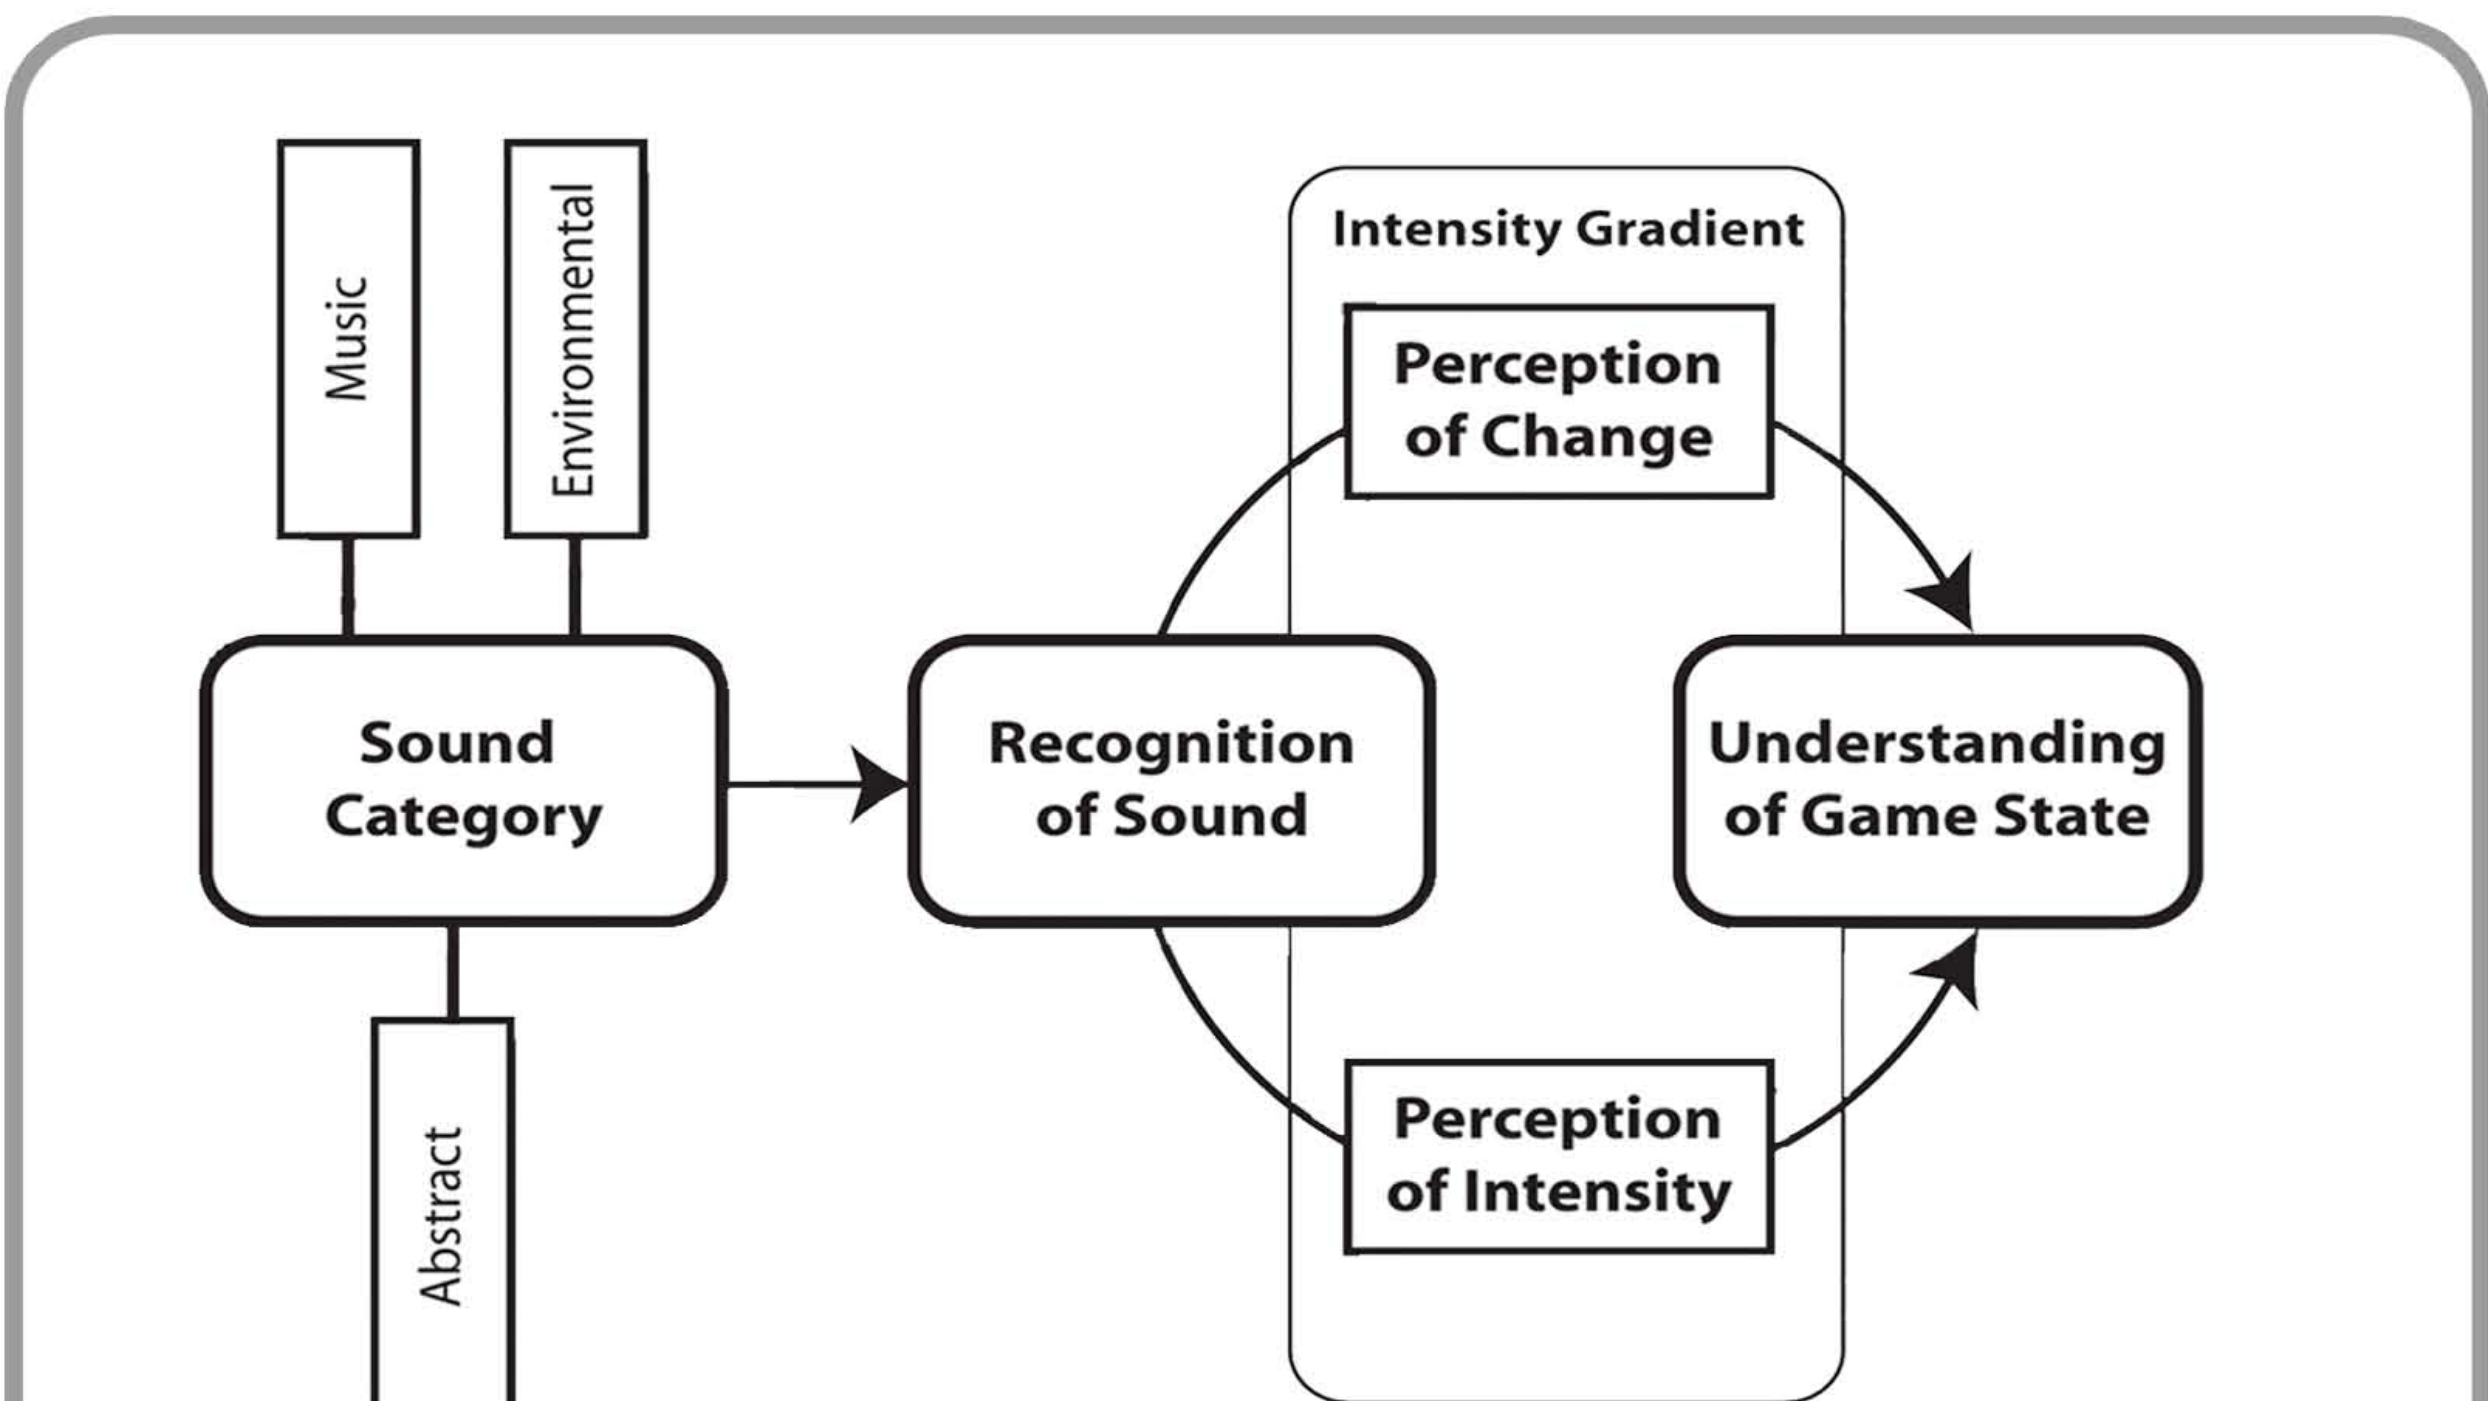 Music
Environmental
Intensity Gradient
Perception
of Change
Sound
Category
Recognition
of Sound
Understanding
of Game State
Perception
of Intensity
Abstract